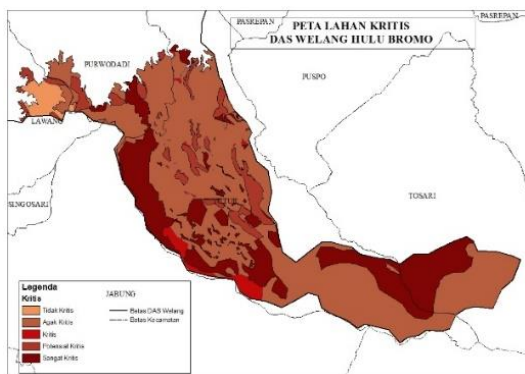 PASREPAN
PETA LAHAN KRITIS
DAS WELANG HULU BROMO
PASREPAN
PURWODADI
PUSPO
LAWANG
TOSARI
SINGOSARI
JABUNG
Legenda
Kritis
Tidak Kritis
Agak Kritis
Kritis
Potensial Kritis
Sangat Kritis
Batas DAS Welang
Batas Kecamatan